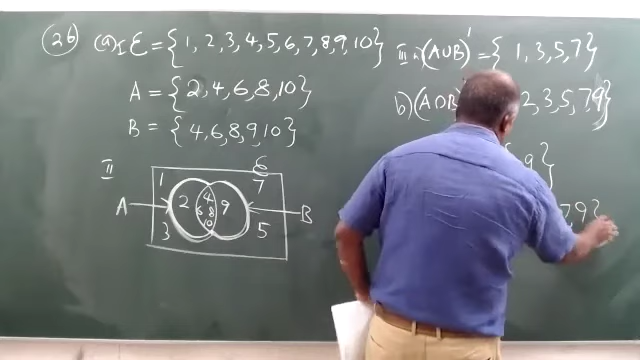 26 (a) I ℰ = {1, 2, 3, 4, 5, 6, 7, 8, 9, 10}
A = {2, 4, 6, 8, 10}
B = {4, 6, 8, 9, 10}
II
ℰ
1 7
A 2 4 6 8 10 9 B
3 5
III a) (A∪B)' = {1, 3, 5, 7}
b) (A∩B) 2, 3, 5, 7, 9}
9}
7, 9}